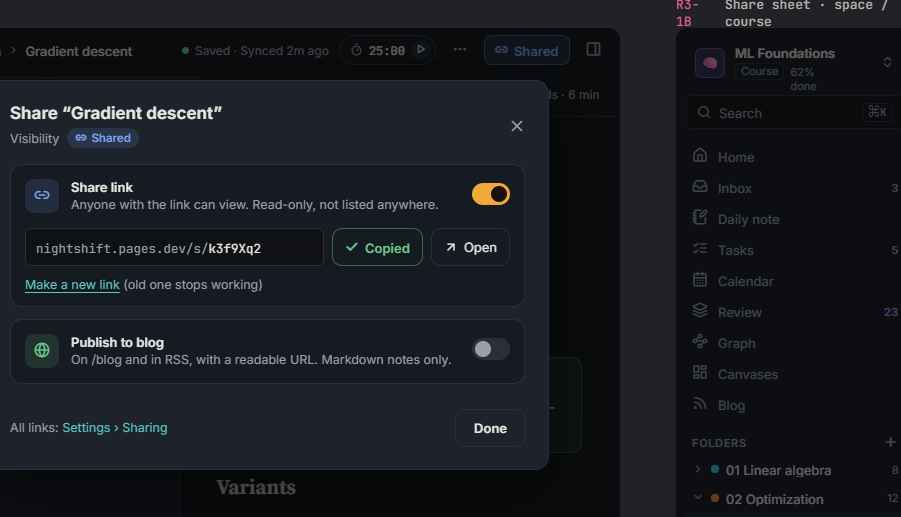 R3-1B
Share sheet · space / course
Gradient descent
Saved · Synced 2m ago
25:00
Shared
· 6 min
Share “Gradient descent”
Visibility
Shared
Share link
Anyone with the link can view. Read-only, not listed anywhere.
nightshift.pages.dev/s/k3f9Xq2
Copied
Open
Make a new link (old one stops working)
Publish to blog
On /blog and in RSS, with a readable URL. Markdown notes only.
All links: Settings › Sharing
Done
Variants
ML Foundations
Course
62% done
Search
⌘K
Home
Inbox 3
Daily note
Tasks 5
Calendar
Review 23
Graph
Canvases
Blog
FOLDERS
01 Linear algebra 8
02 Optimization 12